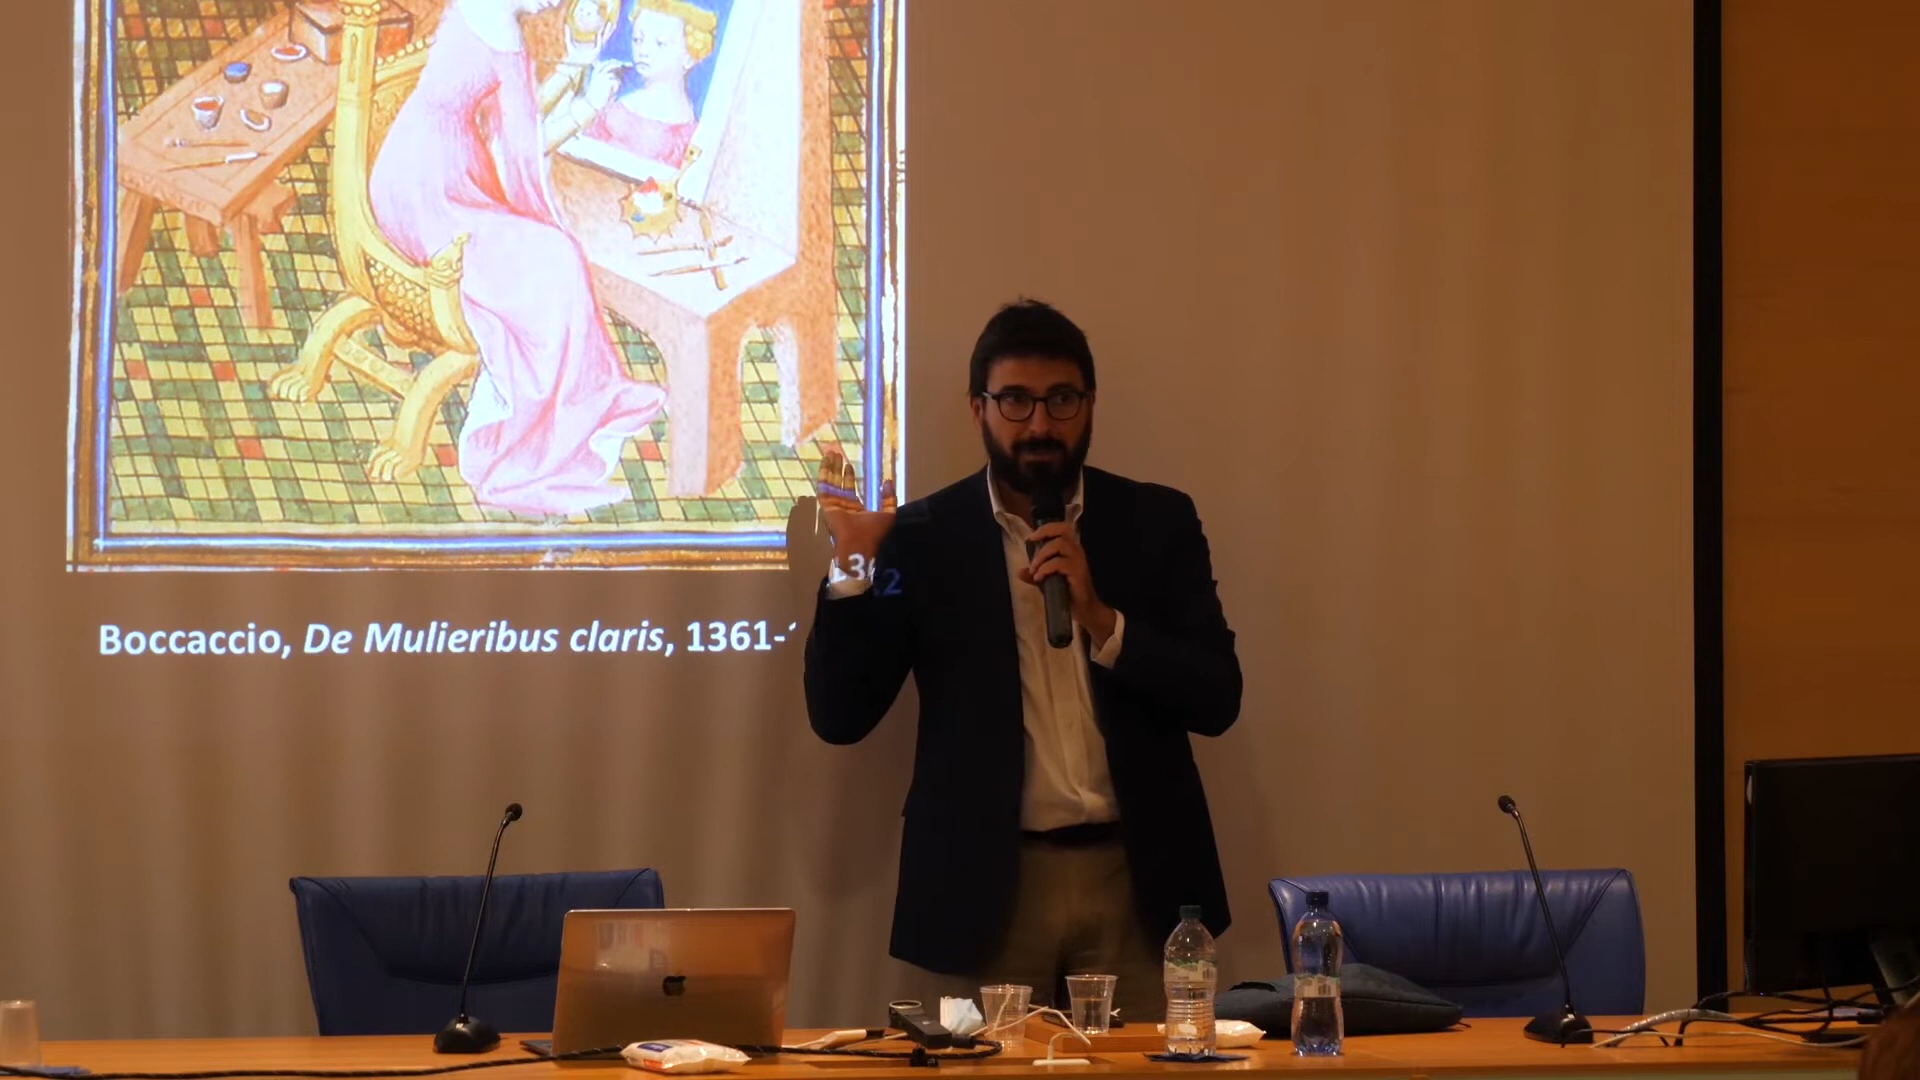 Boccaccio, De Mulieribus claris, 1361-